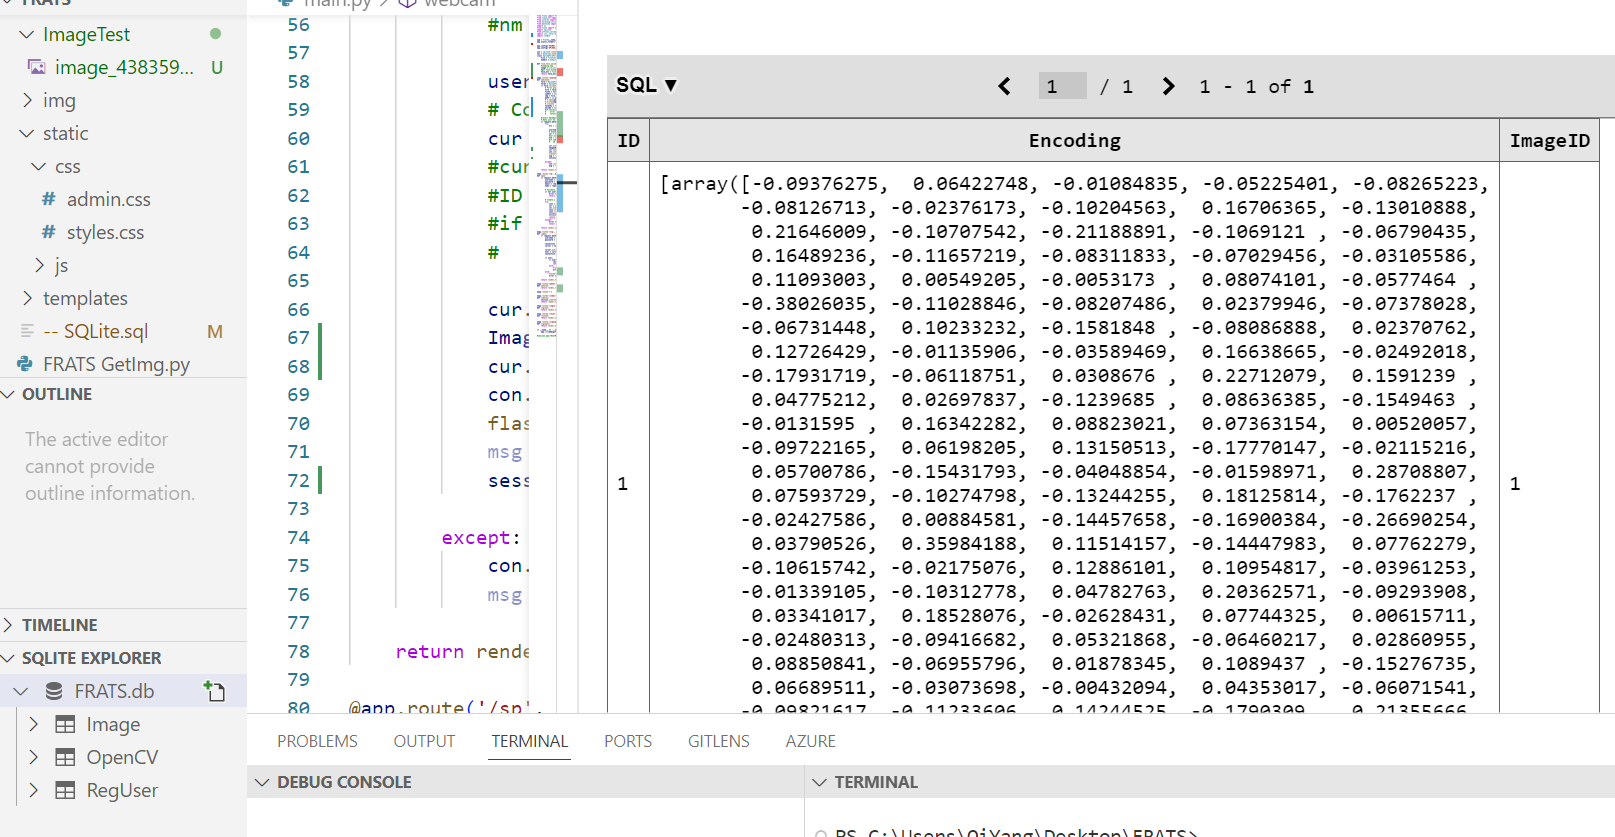 FRATS
ImageTest
image_438359... U
img
static
css
# admin.css
# styles.css
js
templates
-- SQLite.sql M
FRATS GetImg.py
OUTLINE
The active editor
cannot provide
outline information.
TIMELINE
SQLITE EXPLORER
FRATS.db
Image
OpenCV
RegUser
main.py > webcam
56 #nm
57
58 user
59 # Co
60 cur
61 #cur
62 #ID
63 #if
64 #
65
66 cur.
67 Imag
68 cur.
69 con.
70 flas
71 msg
72 sess
73
74 except:
75 con.
76 msg
77
78 return rende
79
80 @app.route('/sp'.
SQL ▼ 1 / 1 1 - 1 of 1
ID Encoding ImageID
[array([-0.09376275, 0.06422748, -0.01084835, -0.05225401, -0.08265223,
-0.08126713, -0.02376173, -0.10204563, 0.16706365, -0.13010888,
0.21646009, -0.10707542, -0.21188891, -0.1069121 , -0.06790435,
0.16489236, -0.11657219, -0.08311833, -0.07029456, -0.03105586,
0.11093003, 0.00549205, -0.0053173 , 0.08074101, -0.0577464 ,
-0.38026035, -0.11028846, -0.08207486, 0.02379946, -0.07378028,
-0.06731448, 0.10233232, -0.1581848 , -0.08086888, 0.02370762,
0.12726429, -0.01135906, -0.03589469, 0.16638665, -0.02492018,
-0.17931719, -0.06118751, 0.0308676 , 0.22712079, 0.1591239 ,
0.04775212, 0.02697837, -0.1239685 , 0.08636385, -0.1549463 ,
-0.0131595 , 0.16342282, 0.08823021, 0.07363154, 0.00520057,
-0.09722165, 0.06198205, 0.13150513, -0.17770147, -0.02115216,
0.05700786, -0.15431793, -0.04048854, -0.01598971, 0.28708807,
1 0.07593729, -0.10274798, -0.13244255, 0.18125814, -0.1762237 , 1
-0.02427586, 0.00884581, -0.14457658, -0.16900384, -0.26690254,
0.03790526, 0.35984188, 0.11514157, -0.14447983, 0.07762279,
-0.10615742, -0.02175076, 0.12886101, 0.10954817, -0.03961253,
-0.01339105, -0.10312778, 0.04782763, 0.20362571, -0.09293908,
0.03341017, 0.18528076, -0.02628431, 0.07744325, 0.00615711,
-0.02480313, -0.09416682, 0.05321868, -0.06460217, 0.02860955,
0.08850841, -0.06955796, 0.01878345, 0.1089437 , -0.15276735,
0.06689511, -0.03073698, -0.00432094, 0.04353017, -0.06071541,
-0.09821617, -0.11233606, 0.14244525, -0.1790309 , 0.21355666,
PROBLEMS OUTPUT TERMINAL PORTS GITLENS AZURE
DEBUG CONSOLE
TERMINAL
PS C:\Users\QiYang\Desktop\FRATS>